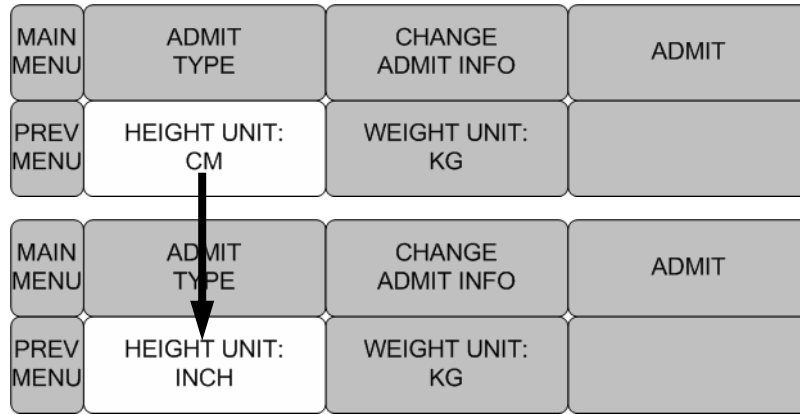 MAIN
MENU
ADMIT
TYPE
CHANGE
ADMIT INFO
ADMIT
PREV
MENU
HEIGHT UNIT:
CM
WEIGHT UNIT:
KG
MAIN
MENU
ADMIT
TYPE
CHANGE
ADMIT INFO
ADMIT
PREV
MENU
HEIGHT UNIT:
INCH
WEIGHT UNIT:
KG